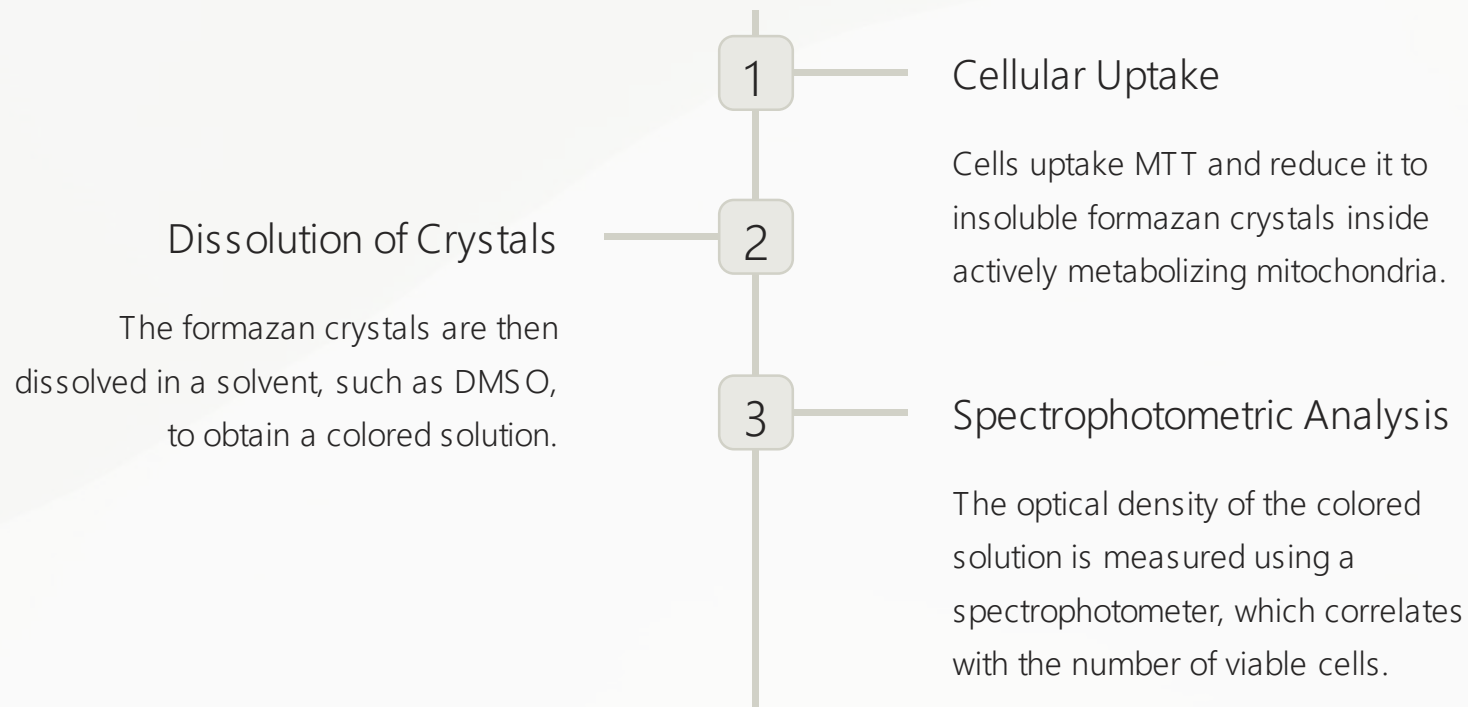 1
Cellular Uptake
Cells uptake MTT and reduce it to
insoluble formazan crystals inside
actively metabolizing mitochondria.
2
Dissolution of Crystals
The formazan crystals are then
dissolved in a solvent, such as DMSO,
to obtain a colored solution.
3
Spectrophotometric Analysis
The optical density of the colored
solution is measured using a
spectrophotometer, which correlates
with the number of viable cells.